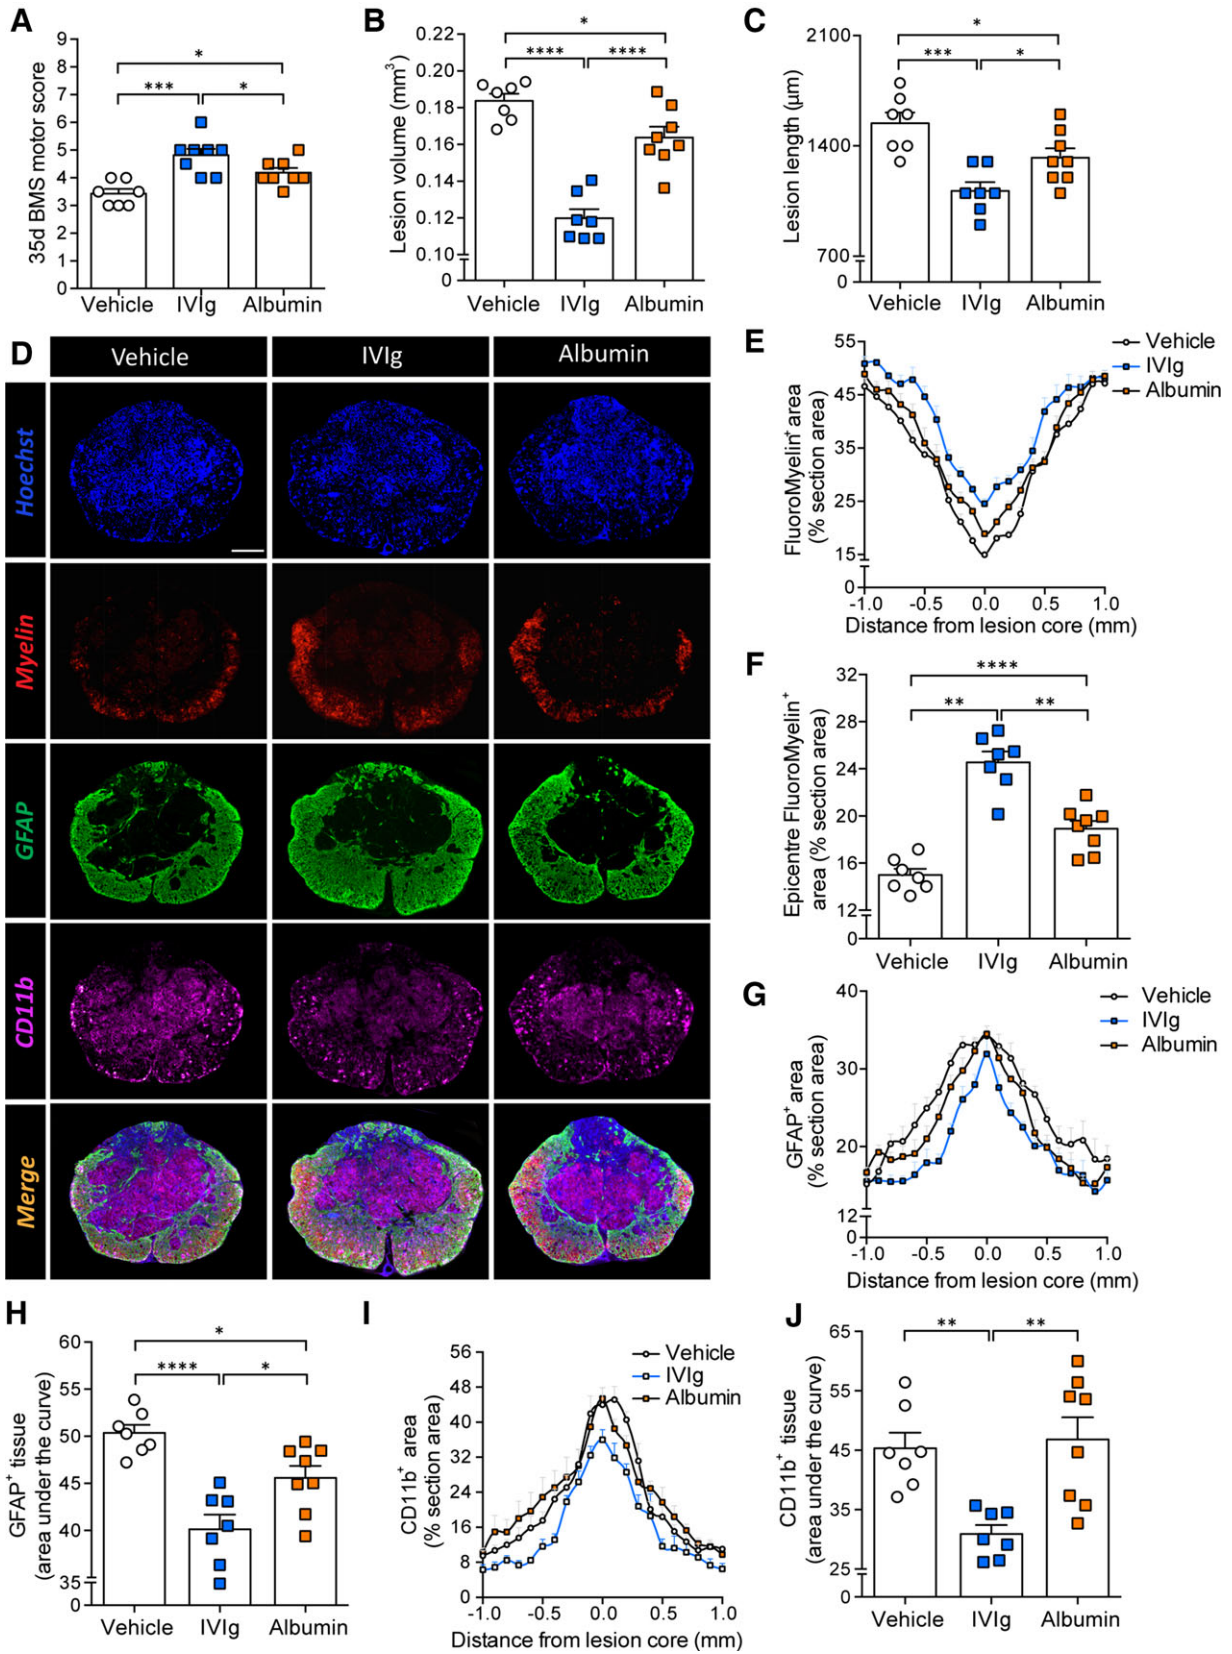 A
35d BMS motor score
9
8
7
6
5
4
3
2
1
0
*
*** *
Vehicle IVIg Albumin
B
Lesion volume (mm3)
0.22
0.20
0.18
0.16
0.14
0.12
0.10
0
*
**** ****
Vehicle IVIg Albumin
C
Lesion length (μm)
2100
1400
700
0
*
*** *
Vehicle IVIg Albumin
D
Vehicle IVIg Albumin
Hoechst
Myelin
GFAP
CD11b
Merge
E
FluoroMyelin+ area
(% section area)
55
45
35
25
15
0
Vehicle
IVIg
Albumin
-1.0 -0.5 0.0 0.5 1.0
Distance from lesion core (mm)
F
Epicentre FluoroMyelin+
area (% section area)
32
28
24
20
16
12
0
****
** **
Vehicle IVIg Albumin
G
GFAP+ area
(% section area)
40
30
20
12
0
Vehicle
IVIg
Albumin
-1.0 -0.5 0.0 0.5 1.0
Distance from lesion core (mm)
H
GFAP+ tissue
(area under the curve)
60
55
50
45
40
35
0
*
**** *
Vehicle IVIg Albumin
I
CD11b+ area
(% section area)
56
48
40
32
24
16
8
0
Vehicle
IVIg
Albumin
-1.0 -0.5 0.0 0.5 1.0
Distance from lesion core (mm)
J
CD11b+ tissue
(area under the curve)
65
55
45
35
25
0
** **
Vehicle IVIg Albumin